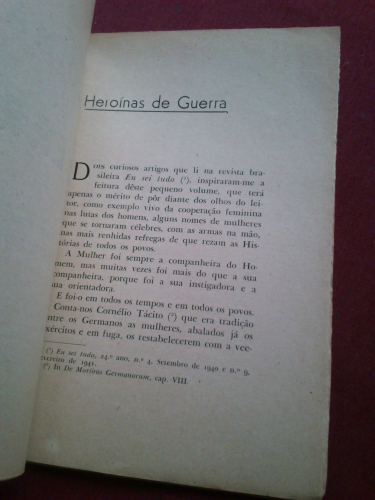 Heroínas de Guerra
Dois curiosos artigos que li na revista bra-
sileira Eu sei tudo (¹), inspiraram-me a
feitura dêste pequeno volume, que terá
apenas o mérito de pôr diante dos olhos do lei-
tor, como exemplo vivo da cooperação feminina
nas lutas dos homens, alguns nomes de mulheres
que se tornaram célebres, com as armas na mão,
nas mais renhidas refregas de que rezam as His-
tórias de todos os povos.
A Mulher foi sempre a companheira do Ho-
mem, mas muitas vezes foi mais do que a sua
companheira, porque foi a sua instigadora e a
sua orientadora.
E foi-o em todos os tempos e em todos os povos.
Conta-nos Cornélio Tácito (²) que era tradição
entre os Germanos as mulheres, abalados já os
exércitos e em fuga, os restabelecerem com a vee-
(¹) Eu sei tudo, 24.º ano, n.º 4. Setembro de 1940 e n.º 9.
Fevereiro de 1941.
(²) In De Moribus Germanorum, cap. VIII.